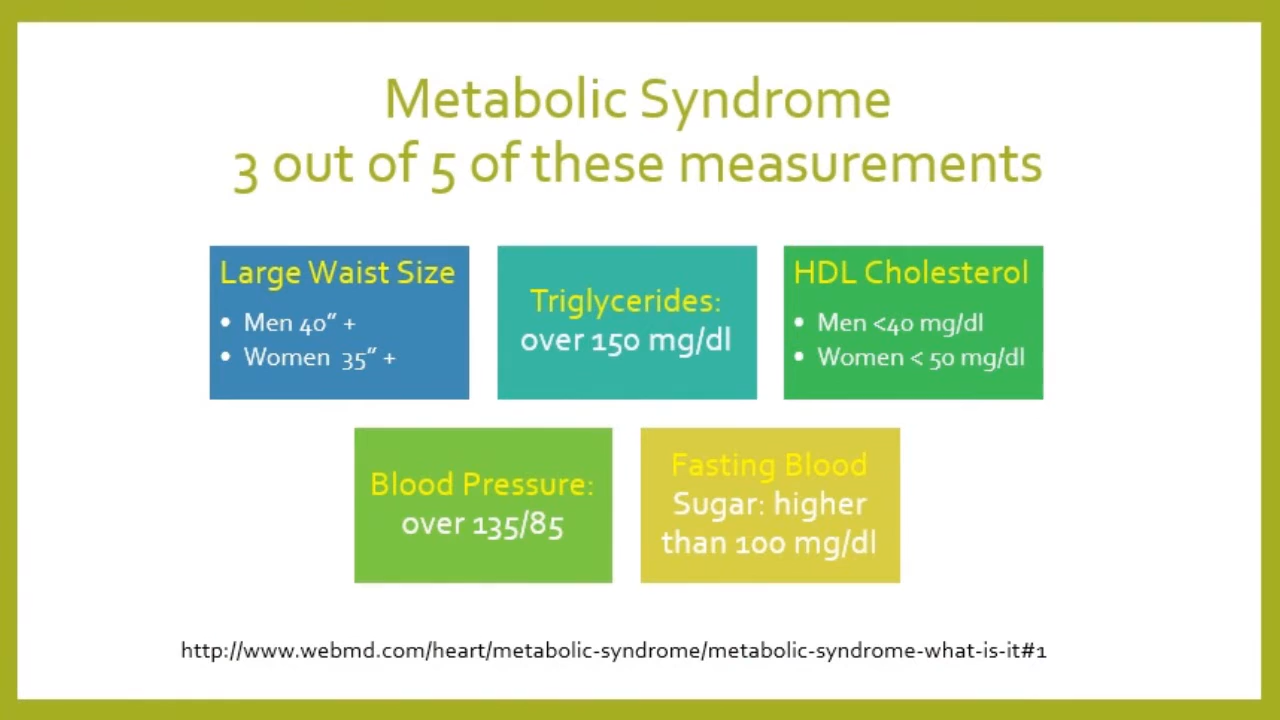 Metabolic Syndrome
3 out of 5 of these measurements
Large Waist Size
• Men 40” +
• Women 35” +
Triglycerides:
over 150 mg/dl
HDL Cholesterol
• Men <40 mg/dl
• Women < 50 mg/dl
Blood Pressure:
over 135/85
Fasting Blood
Sugar: higher
than 100 mg/dl
http://www.webmd.com/heart/metabolic-syndrome/metabolic-syndrome-what-is-it#1